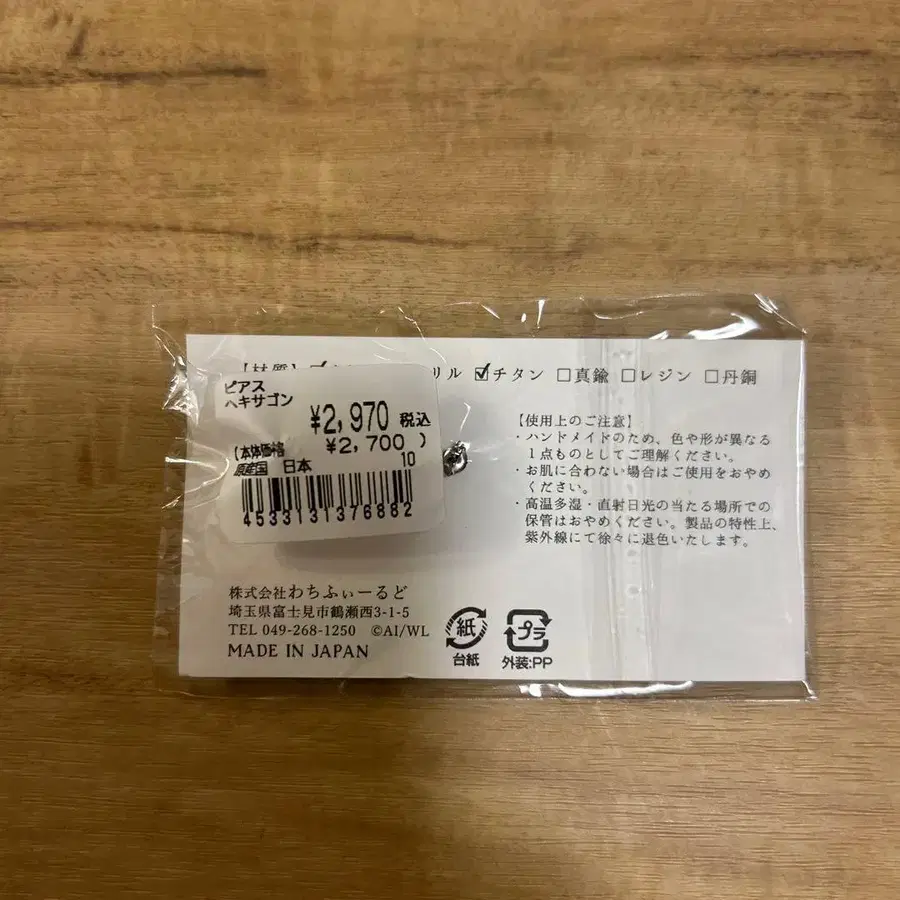 【材質】
リル ☑チタン □真鍮 □レジン □丹銅
ピアス
ヘキサゴン
¥2,970 税込
(本体価格 ¥2,700 )
原産国 日本 10
4533131376882
【使用上のご注意】
・ハンドメイドのため、色や形が異なる
１点ものとしてご理解ください。
・お肌に合わない場合はご使用をおやめ
ください。
・高温多湿・直射日光の当たる場所での
保管はおやめください。製品の特性上、
紫外線にて徐々に退色いたします。
株式会社わちふぃーるど
埼玉県富士見市鶴瀬西3-1-5
TEL 049-268-1250 ©AI/WL
MADE IN JAPAN
紙
台紙
プラ
外装:PP